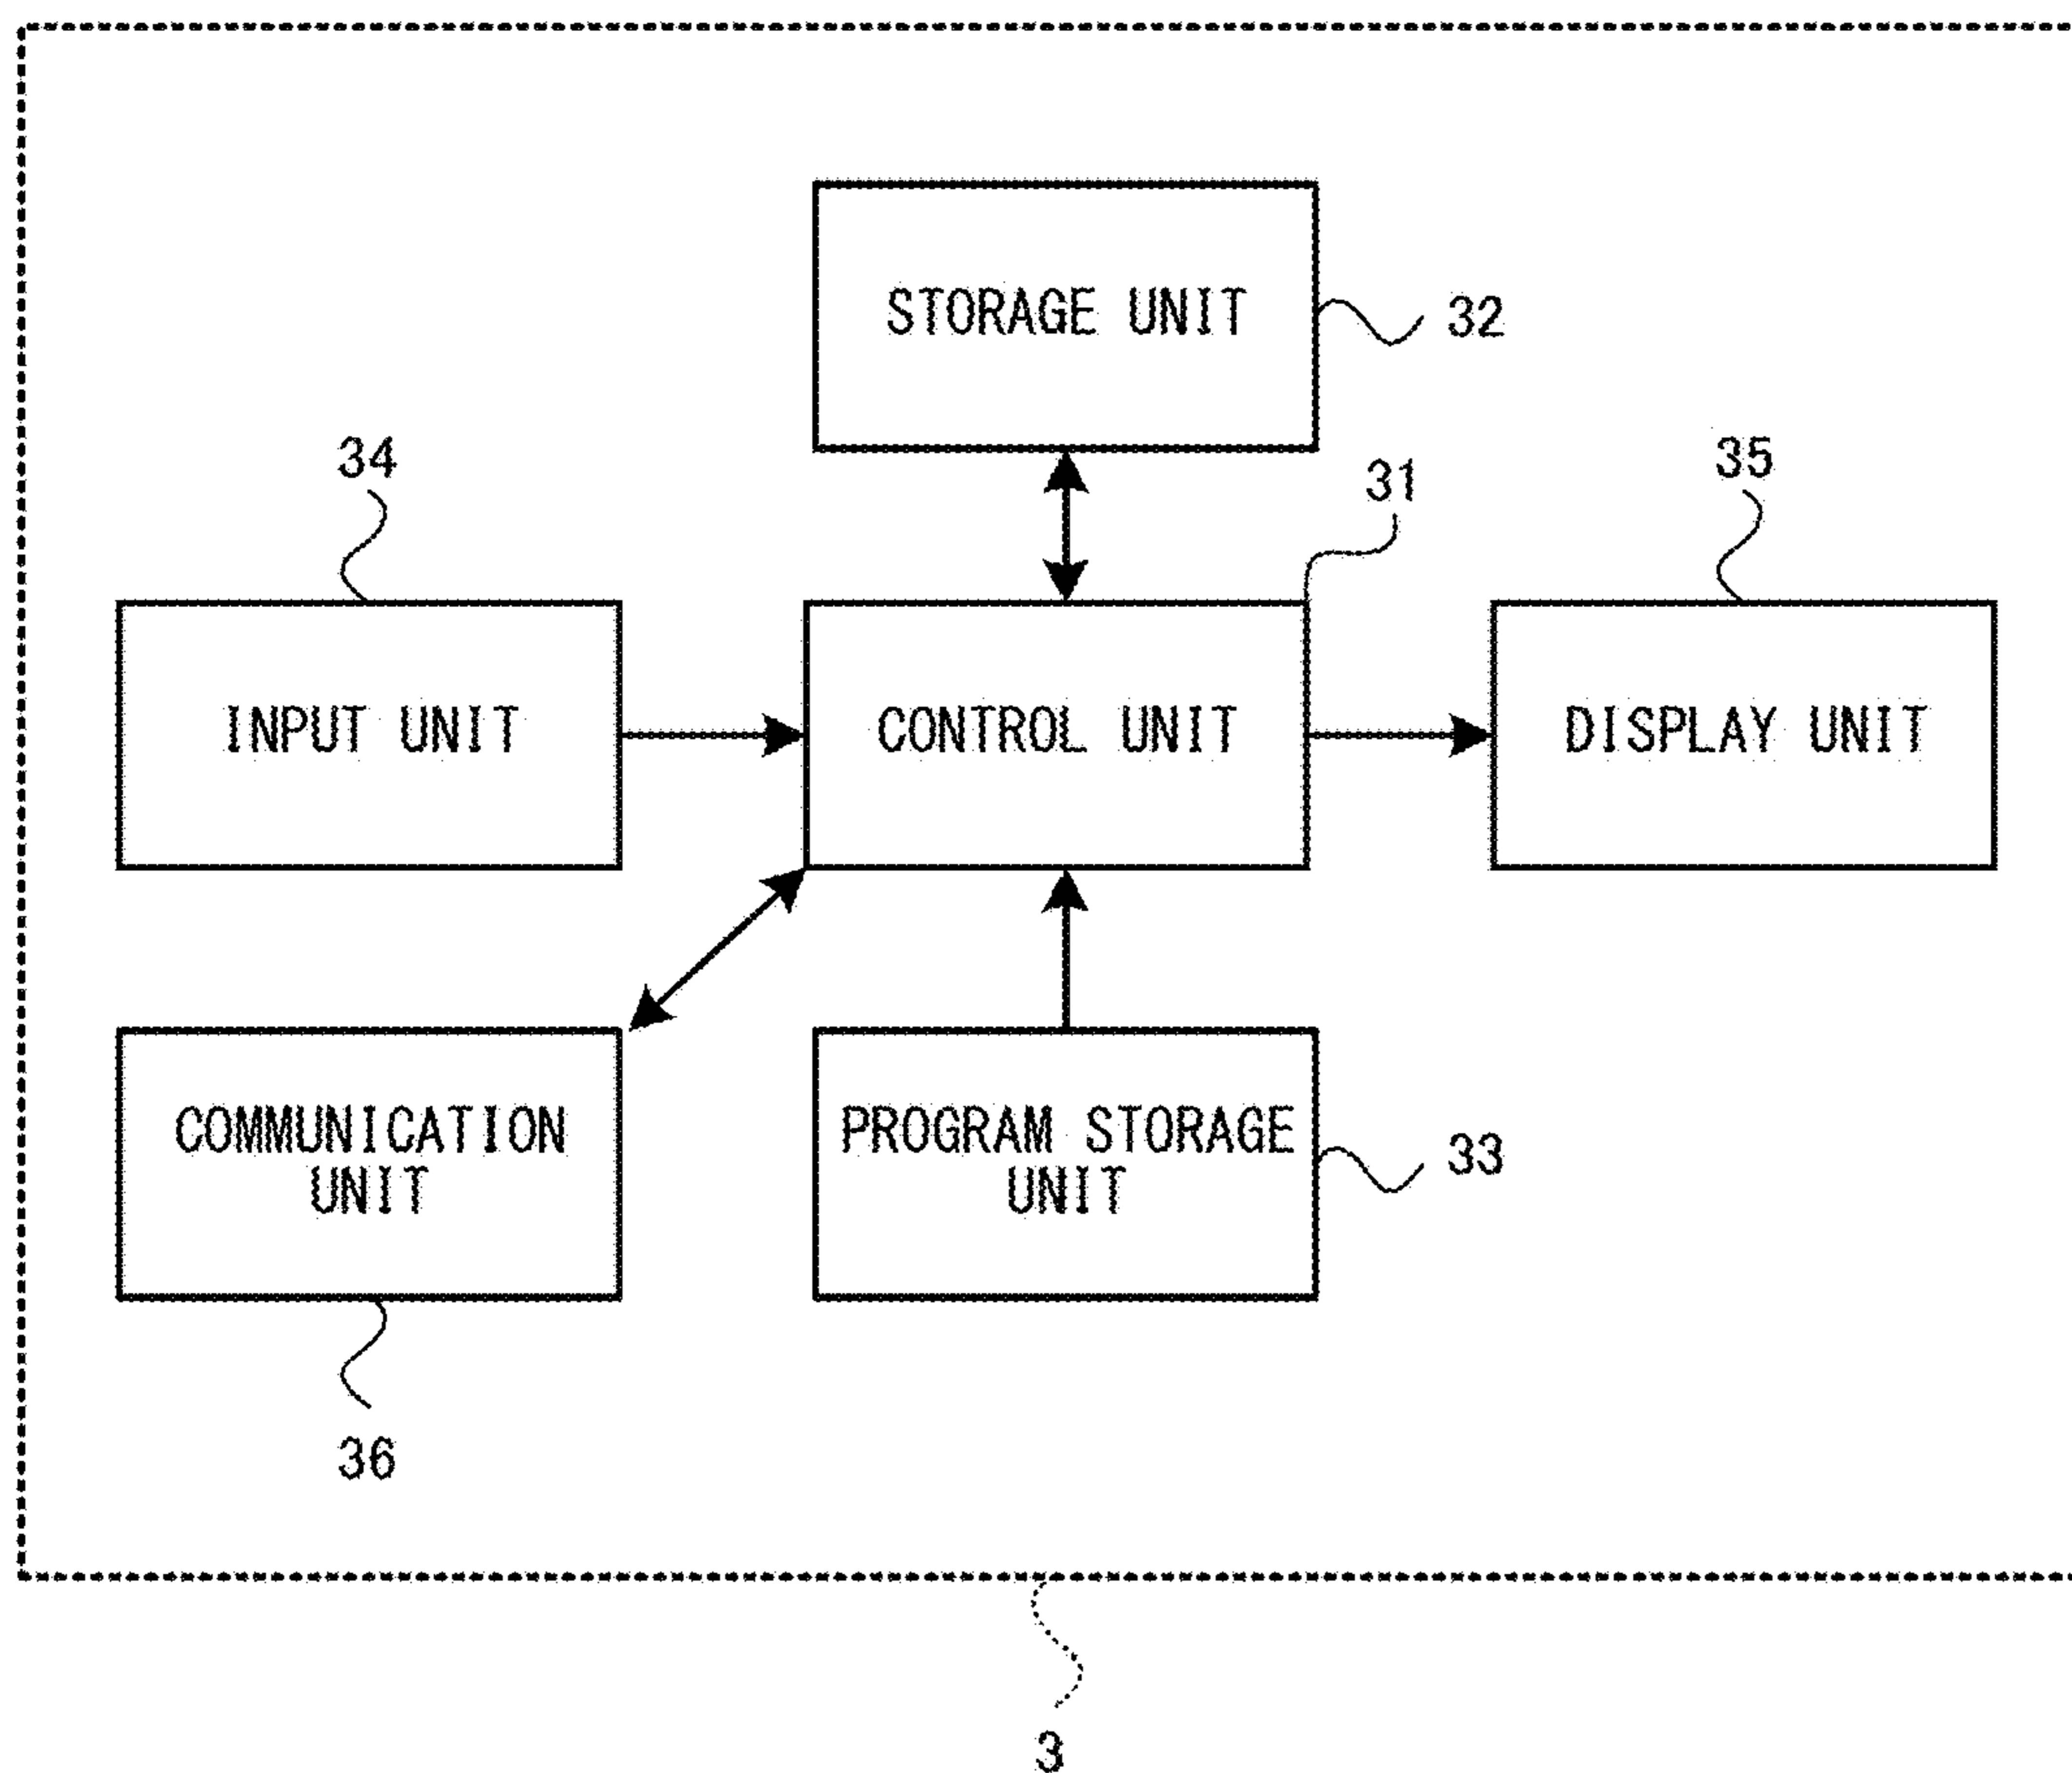 STORAGE UNIT
32
34
31
35
INPUT UNIT
CONTROL UNIT
DISPLAY UNIT
COMMUNICATION
UNIT
PROGRAM STORAGE
UNIT
33
36
3